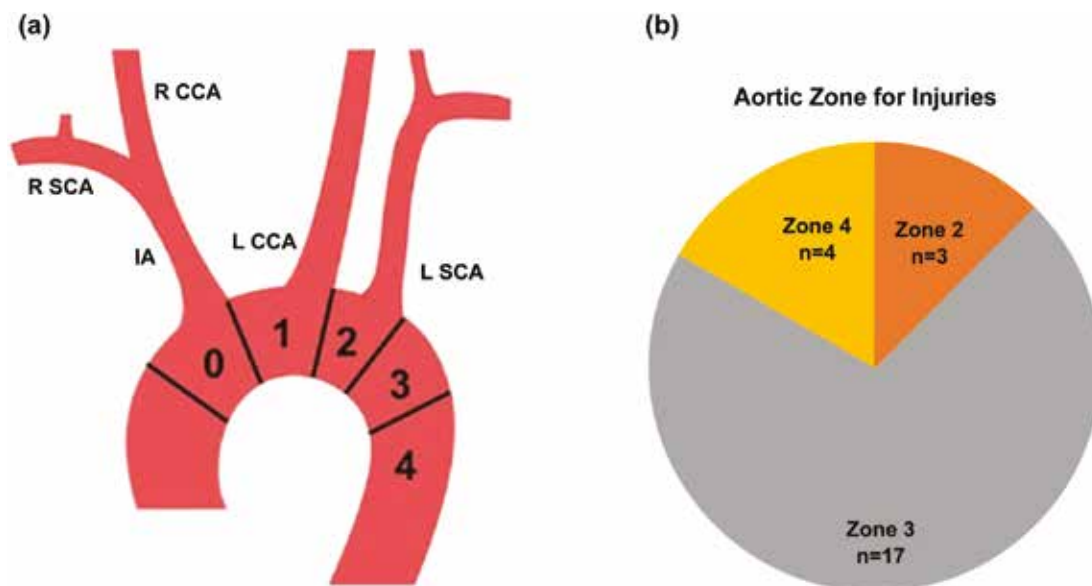 (a)
R CCA
R SCA
IA
L CCA
L SCA
0
1
2
3
4
(b)
Aortic Zone for Injuries
Zone 4
n=4
Zone 2
n=3
Zone 3
n=17